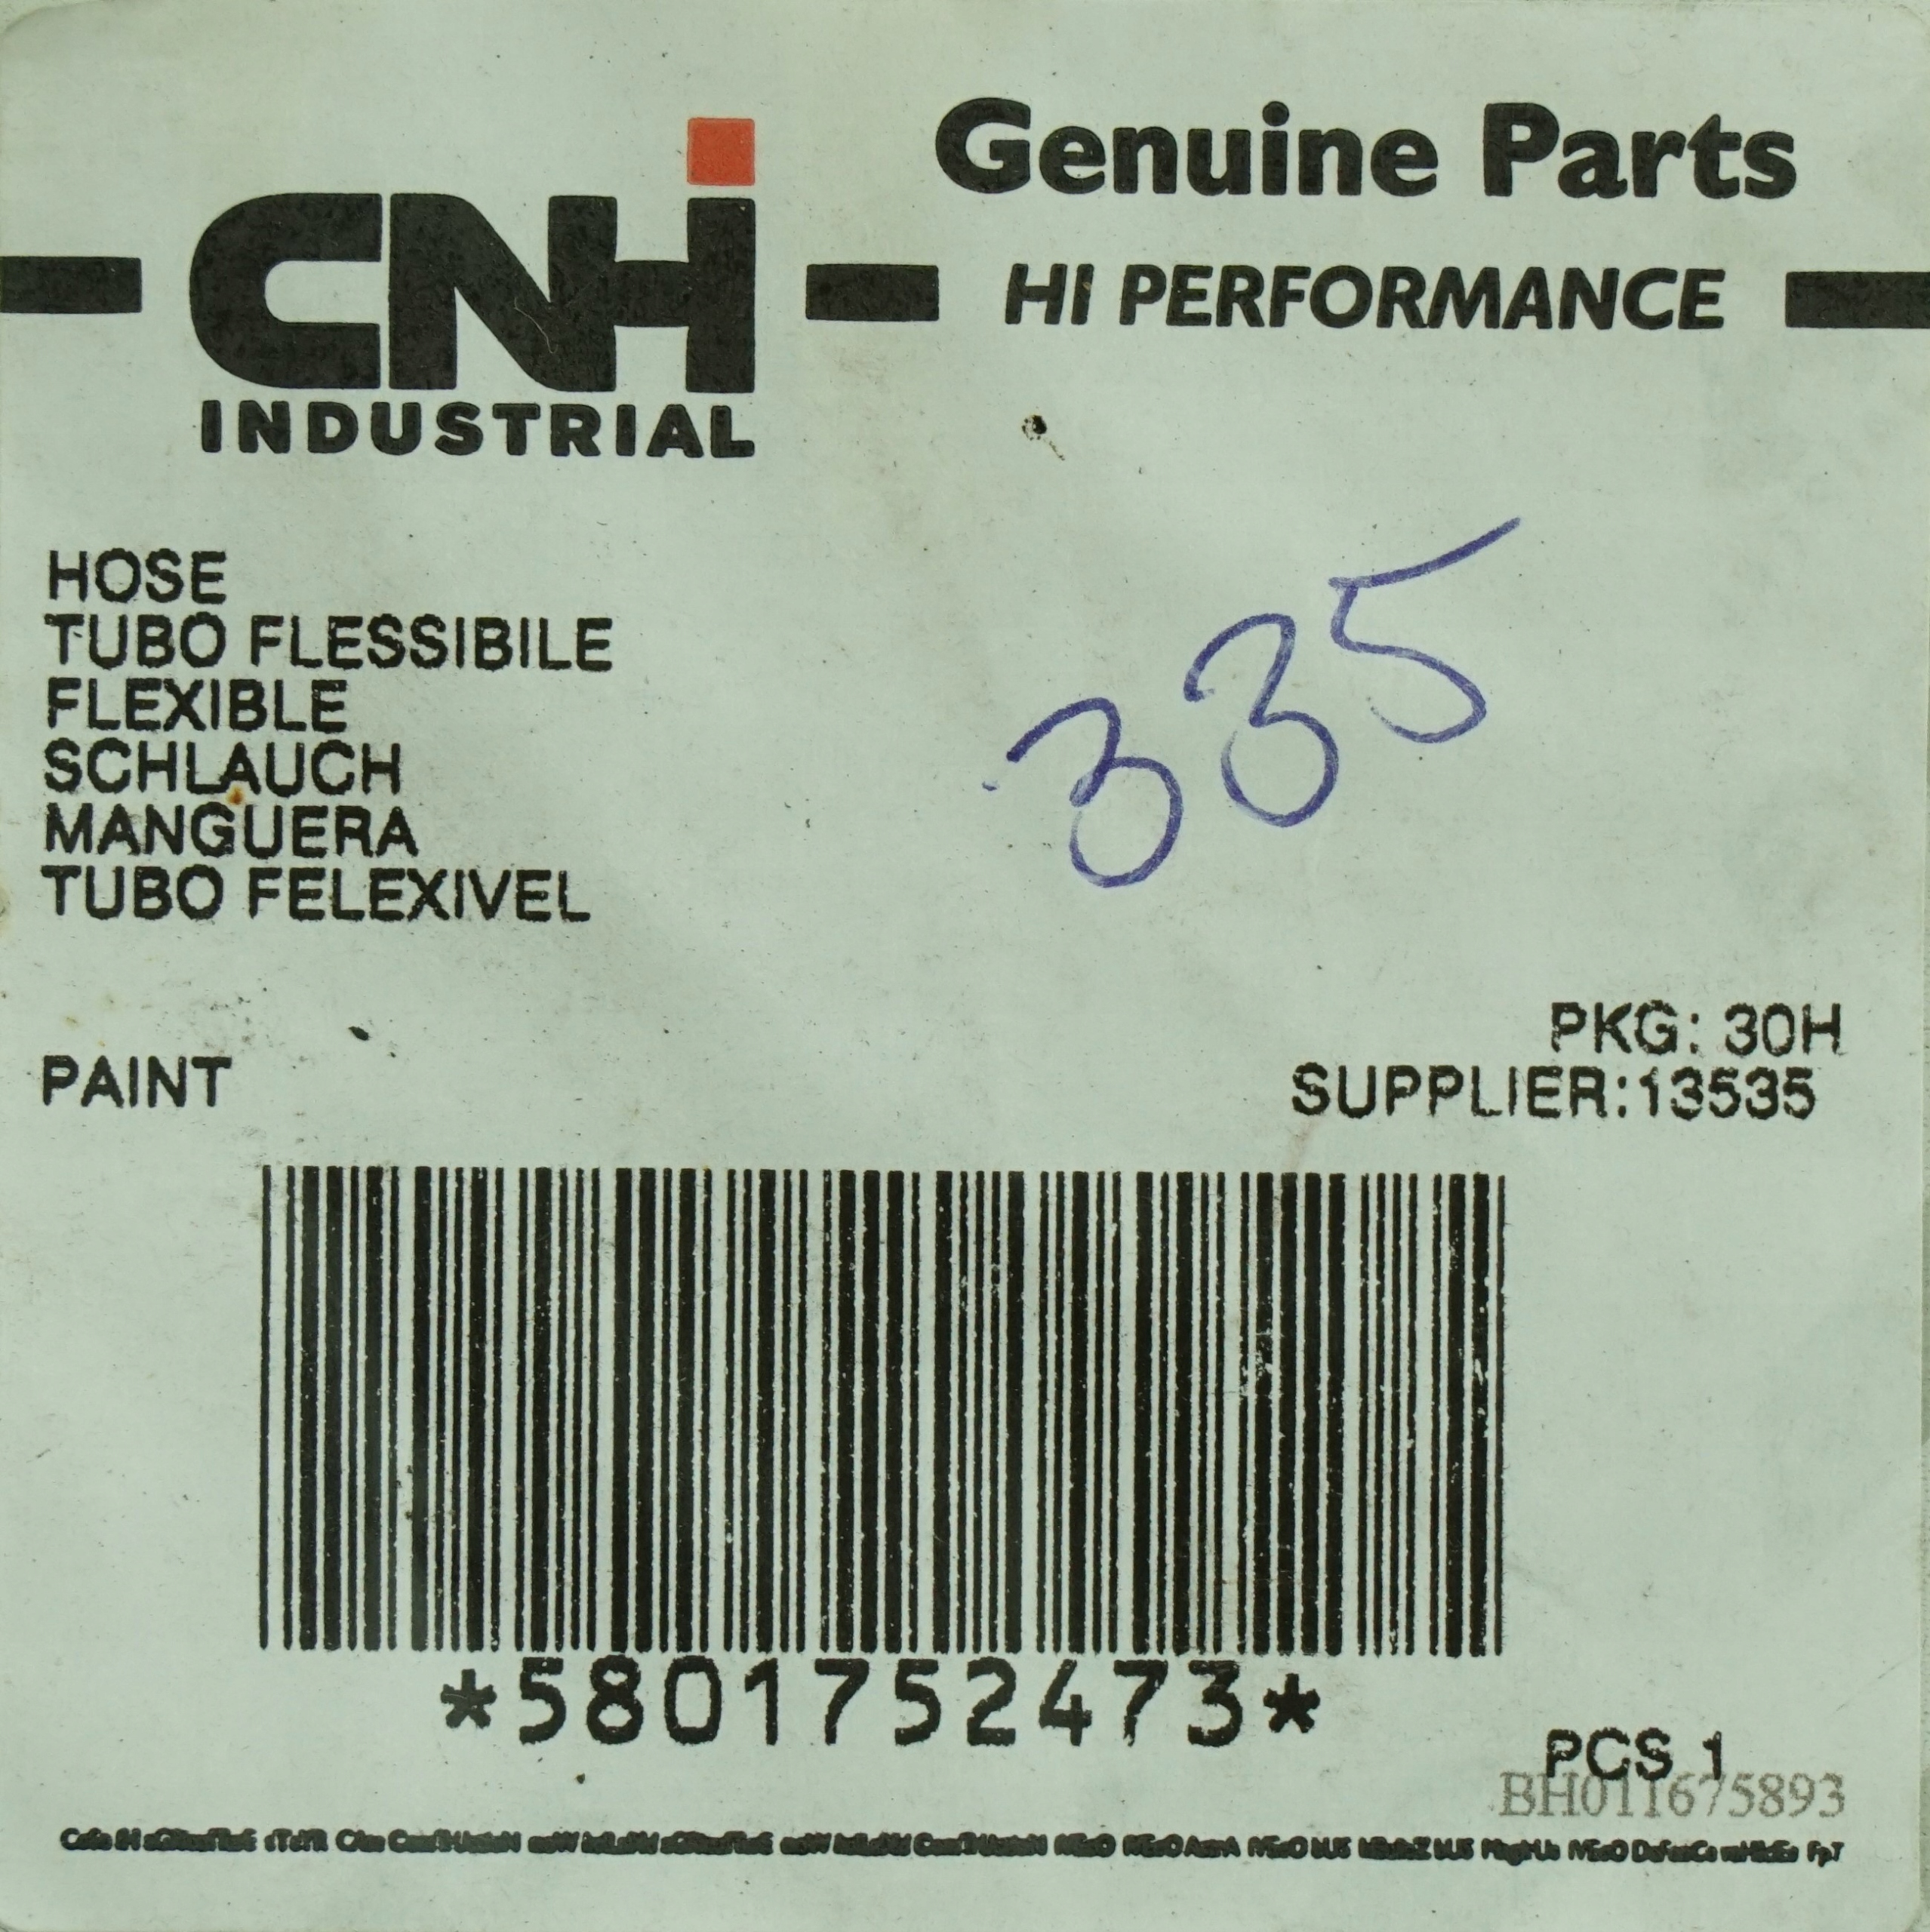 CNH
INDUSTRIAL
Genuine Parts
HI PERFORMANCE
HOSE
TUBO FLESSIBILE
FLEXIBLE
SCHLAUCH
MANGUERA
TUBO FELEXIVEL
335
PKG: 30H
PAINT
SUPPLIER:13535
*5801752473*
PCS 1
BH011675893